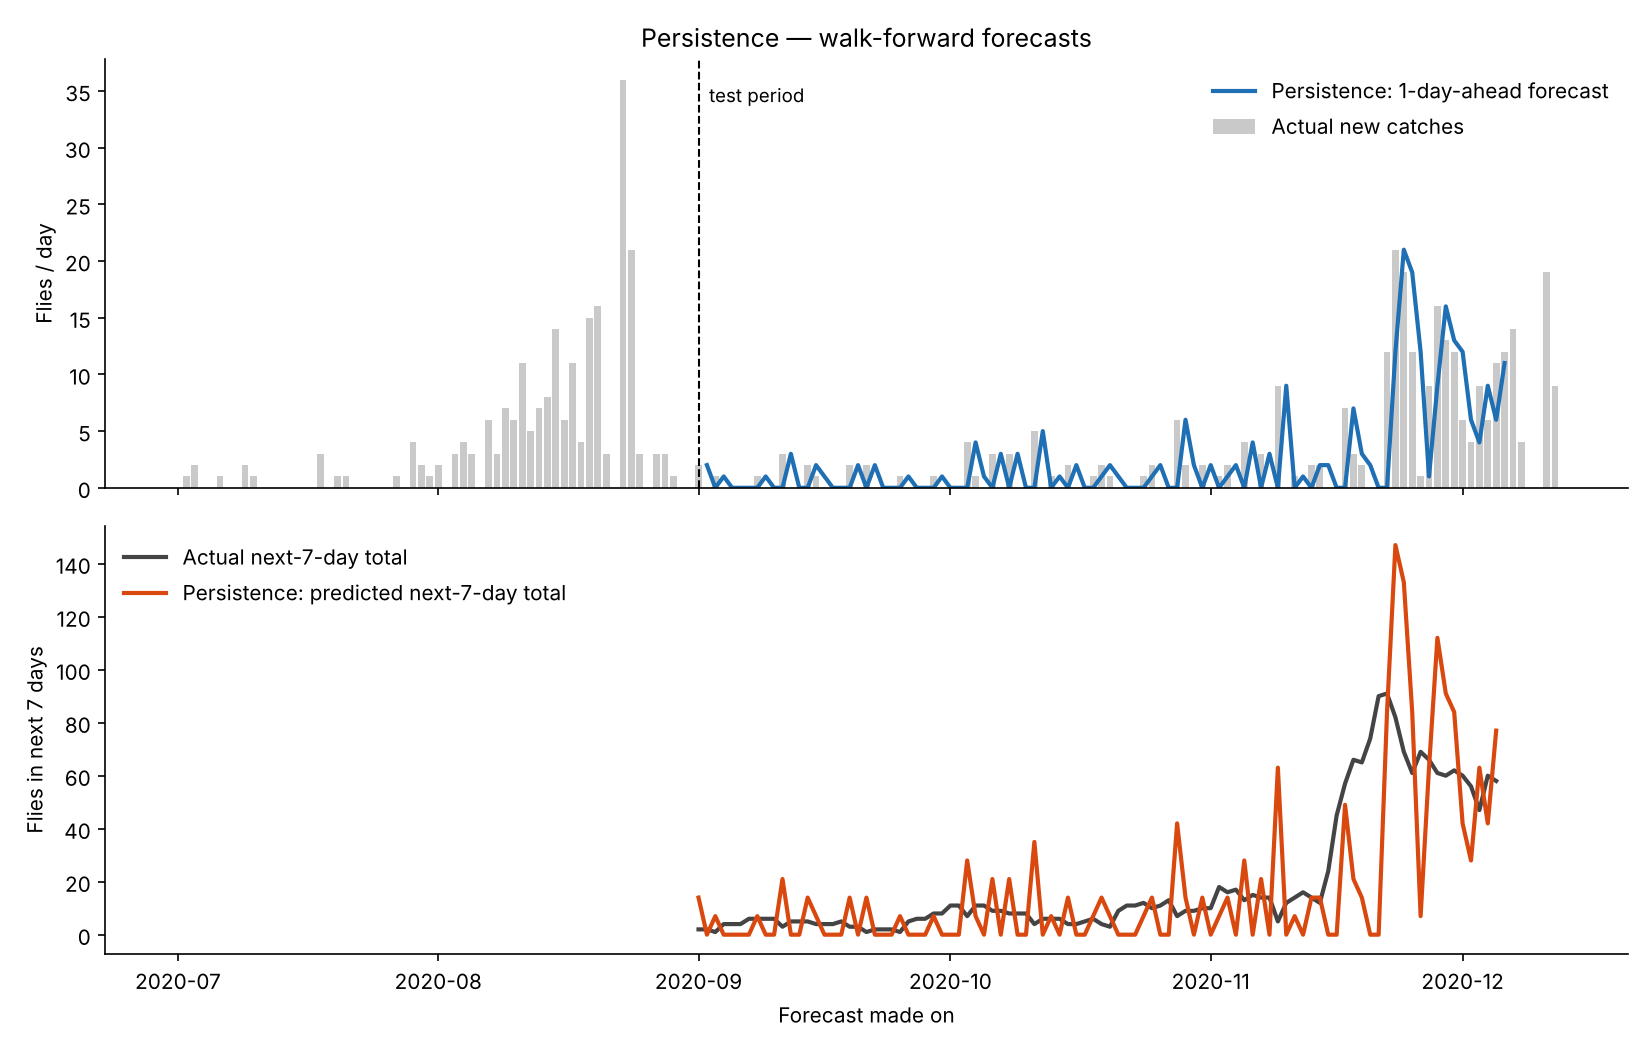 Persistence — walk-forward forecasts
Flies / day
35
30
25
20
15
10
5
0
test period
Persistence: 1-day-ahead forecast
Actual new catches
Flies in next 7 days
140
120
100
80
60
40
20
0
Actual next-7-day total
Persistence: predicted next-7-day total
2020-07
2020-08
2020-09
2020-10
2020-11
2020-12
Forecast made on